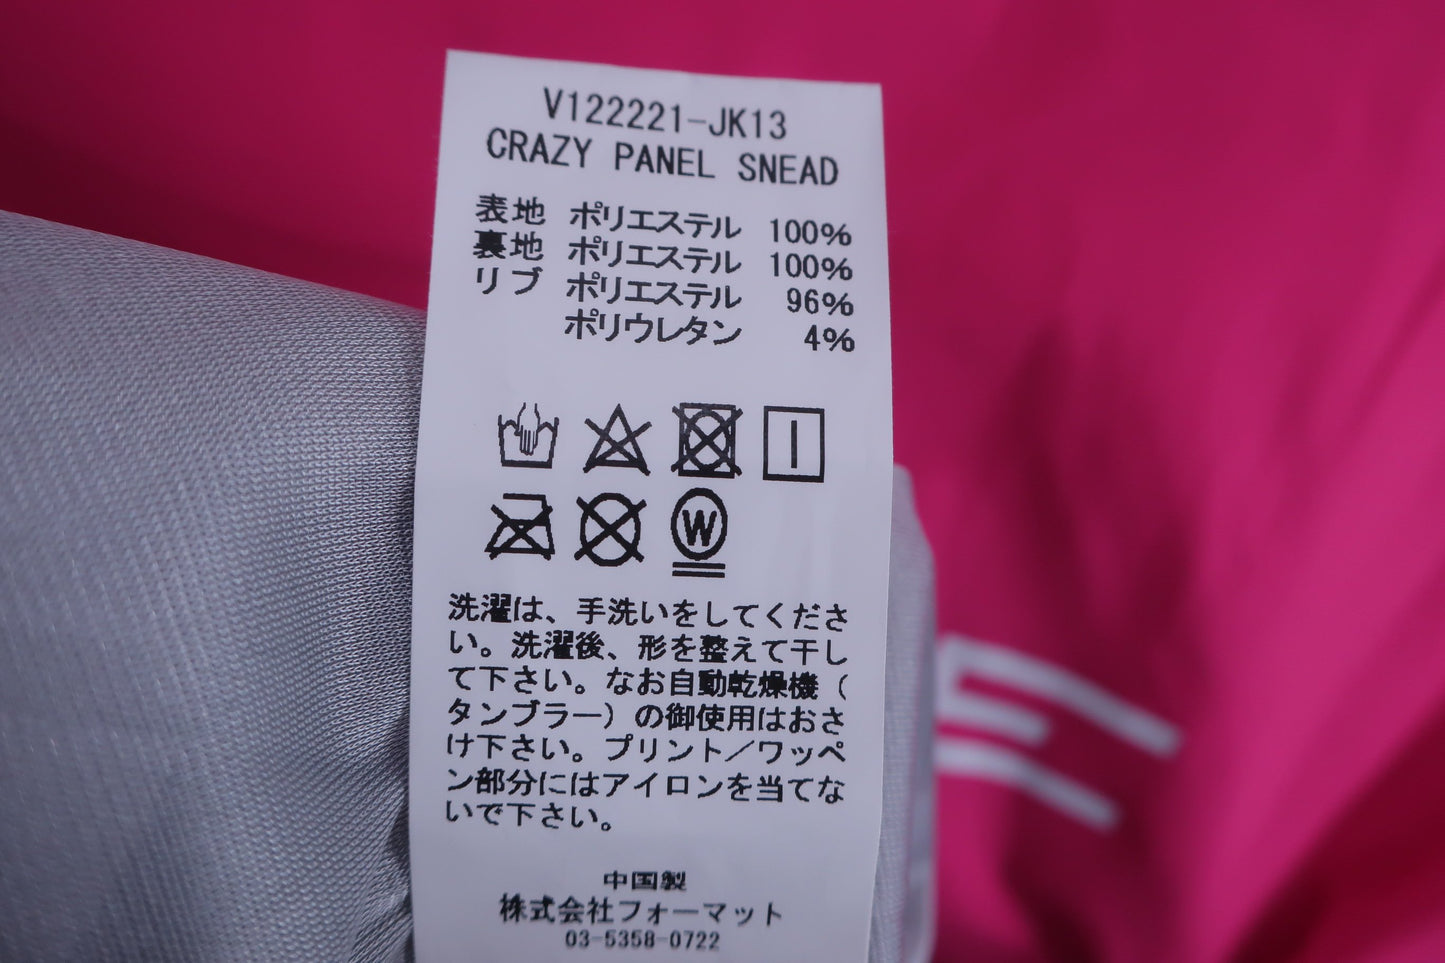 V122221-JK13
CRAZY PANEL SNEAD
表地 ポリエステル 100%
裏地 ポリエステル 100%
リブ ポリエステル 96%
ポリウレタン 4%
W
洗濯は、手洗いをしてくださ
い。洗濯後、形を整えて干し
て下さい。なお自動乾燥機（
タンブラー）の御使用はおさ
け下さい。プリント／ワッペ
ン部分にはアイロンを当てな
いで下さい。
中国製
株式会社フォーマット
03-5358-0722